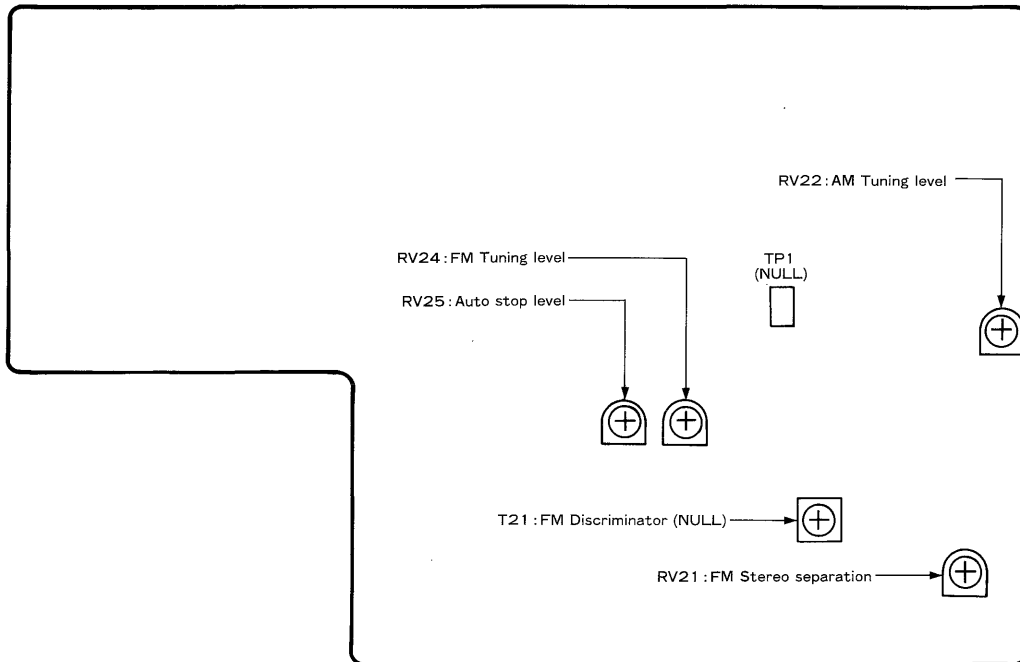 RV22:AM Tuning level
RV24:FM Tuning level
TP1
(NULL)
RV25:Auto stop level
T21:FM Discriminator (NULL)
RV21:FM Stereo separation